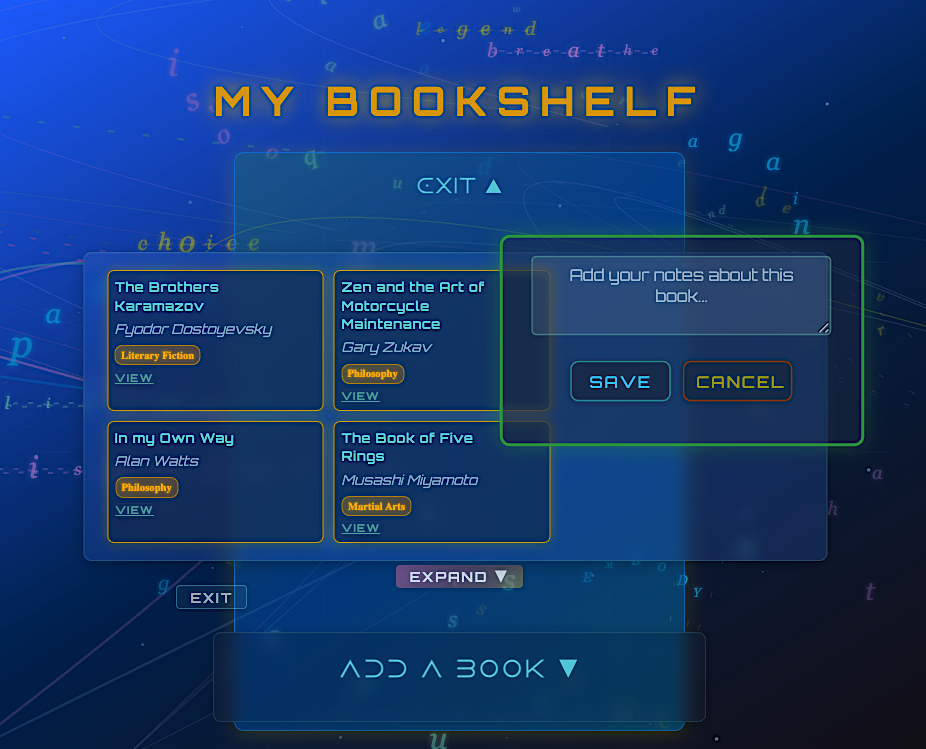 legend
breathe
MY BOOKSHELF
EXIT ▲
choice
The Brothers
Karamazov
Fyodor Dostoyevsky
Literary Fiction
VIEW
Zen and the Art of
Motorcycle
Maintenance
Gary Zukav
Philosophy
VIEW
Add your notes about this
book...
SAVE
CANCEL
In my Own Way
Alan Watts
Philosophy
VIEW
The Book of Five
Rings
Musashi Miyamoto
Martial Arts
VIEW
EXPAND ▼
EXIT
ADD A BOOK ▼